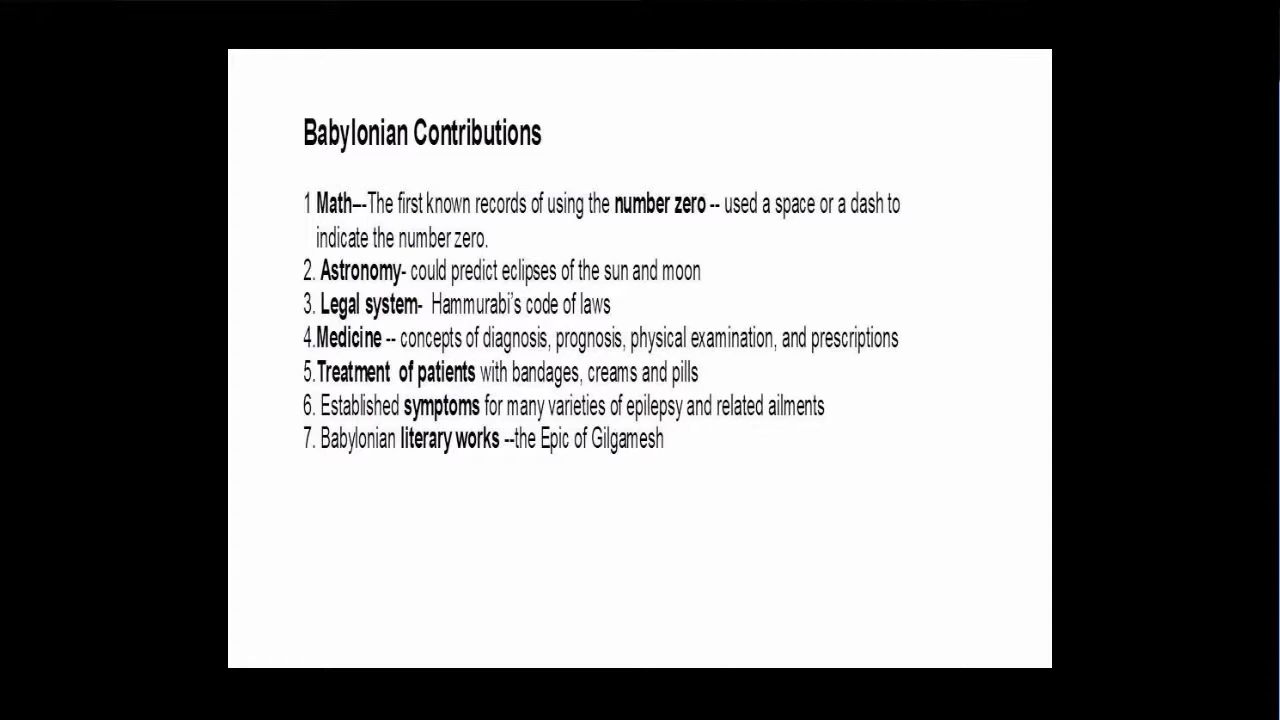 Babylonian Contributions
1 Math–-The first known records of using the number zero -- used a space or a dash to
indicate the number zero.
2. Astronomy- could predict eclipses of the sun and moon
3. Legal system- Hammurabi’s code of laws
4.Medicine -- concepts of diagnosis, prognosis, physical examination, and prescriptions
5.Treatment of patients with bandages, creams and pills
6. Established symptoms for many varieties of epilepsy and related ailments
7. Babylonian literary works --the Epic of Gilgamesh